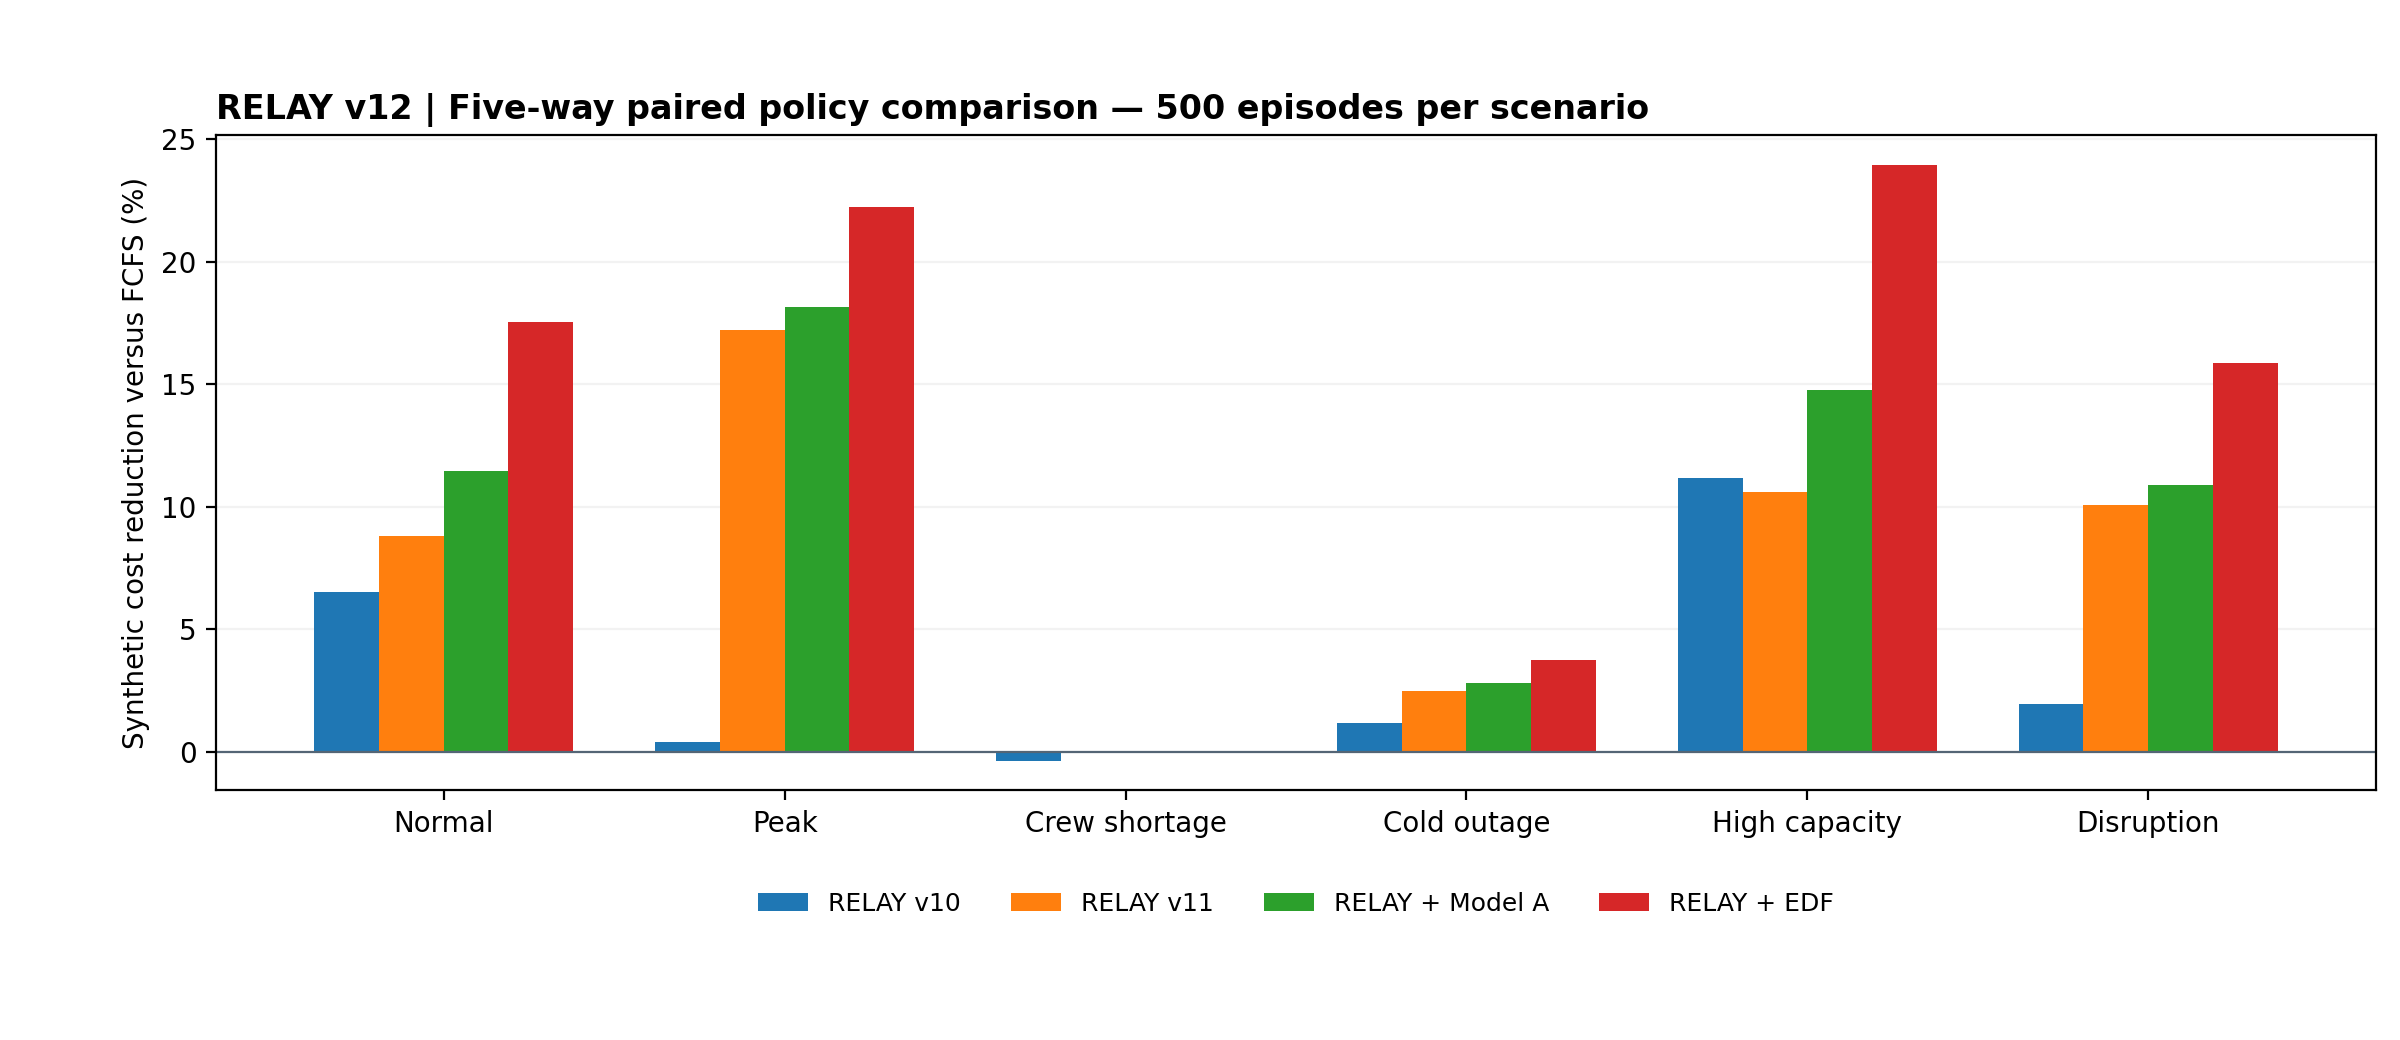 RELAY v12 | Five-way paired policy comparison — 500 episodes per scenario
Synthetic cost reduction versus FCFS (%)
25
20
15
10
5
0
Normal Peak Crew shortage Cold outage High capacity Disruption
RELAY v10 RELAY v11 RELAY + Model A RELAY + EDF